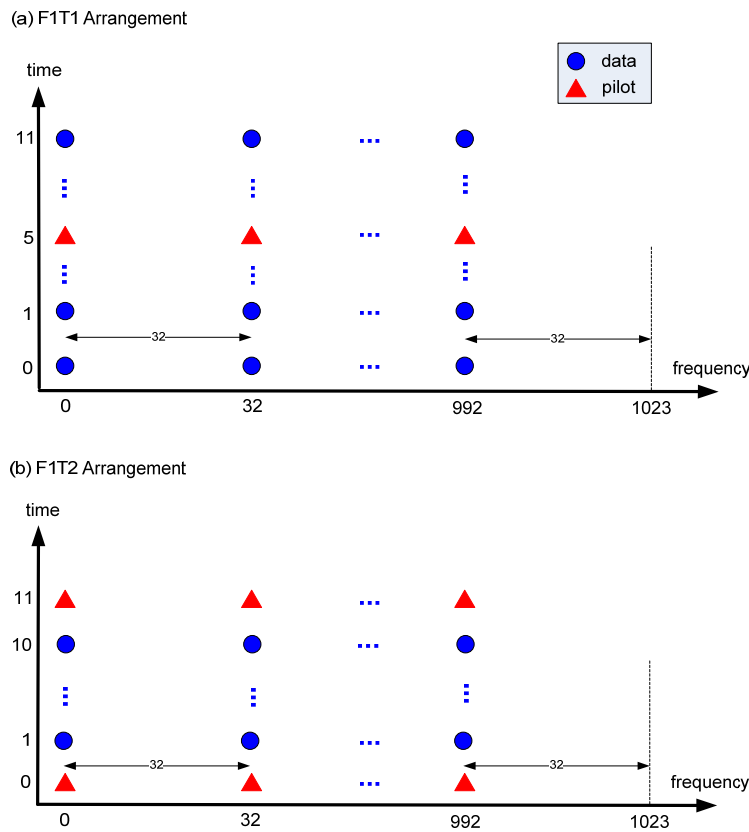 (a) F1T1 Arrangement
data
pilot
time
11
5
1
0
32
32
frequency
0
32
992
1023
(b) F1T2 Arrangement
time
11
10
1
0
32
32
frequency
0
32
992
1023